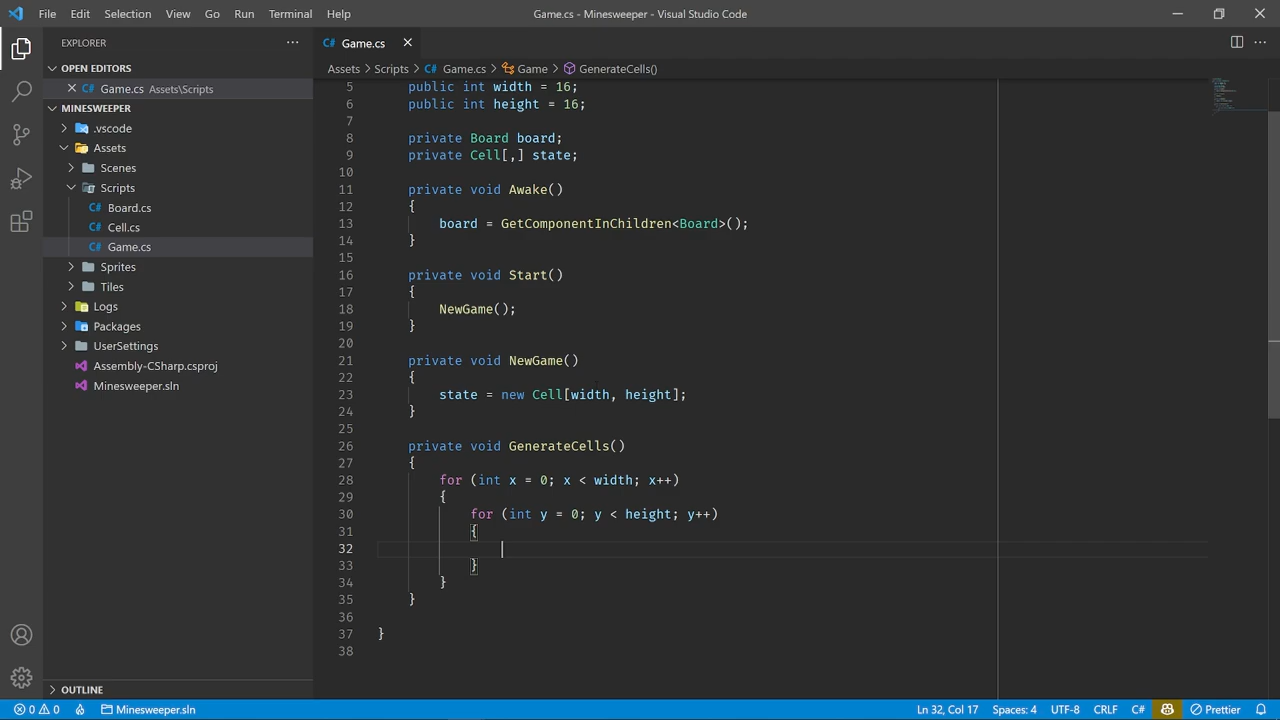 File Edit Selection View Go Run Terminal Help
Game.cs - Minesweeper - Visual Studio Code
EXPLORER
OPEN EDITORS
Game.cs Assets\Scripts
MINESWEEPER
.vscode
Assets
Scenes
Scripts
C# Board.cs
C# Cell.cs
C# Game.cs
Sprites
Tiles
Logs
Packages
UserSettings
Assembly-CSharp.csproj
Minesweeper.sln
OUTLINE
C# Game.cs
Assets > Scripts > C# Game.cs > Game > GenerateCells()
5 public int width = 16;
6 public int height = 16;
7
8 private Board board;
9 private Cell[,] state;
10
11 private void Awake()
12 {
13 board = GetComponentInChildren<Board>();
14 }
15
16 private void Start()
17 {
18 NewGame();
19 }
20
21 private void NewGame()
22 {
23 state = new Cell[width, height];
24 }
25
26 private void GenerateCells()
27 {
28 for (int x = 0; x < width; x++)
29 {
30 for (int y = 0; y < height; y++)
31 {
32
33 }
34 }
35 }
36
37 }
38
0 0 Minesweeper.sln Ln 32, Col 17 Spaces: 4 UTF-8 CRLF C# Prettier